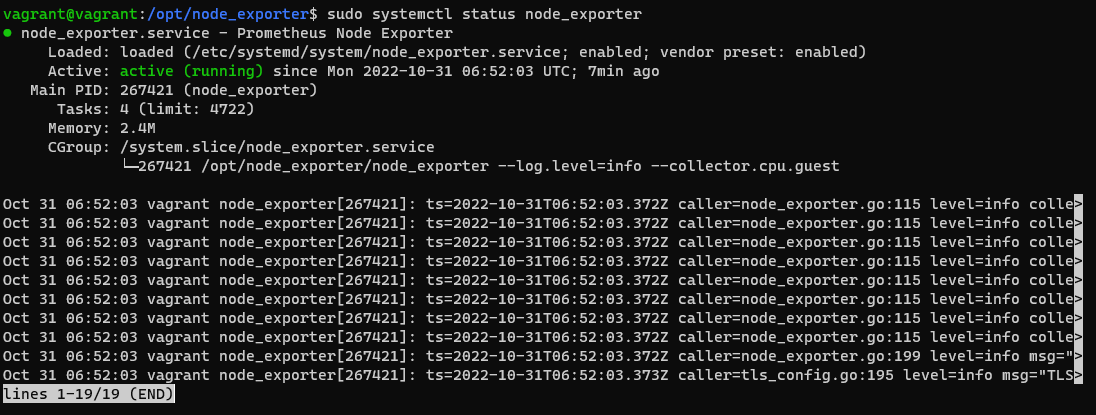 vagrant@vagrant:/opt/node_exporter$ sudo systemctl status node_exporter
● node_exporter.service - Prometheus Node Exporter
     Loaded: loaded (/etc/systemd/system/node_exporter.service; enabled; vendor preset: enabled)
     Active: active (running) since Mon 2022-10-31 06:52:03 UTC; 7min ago
   Main PID: 267421 (node_exporter)
      Tasks: 4 (limit: 4722)
     Memory: 2.4M
     CGroup: /system.slice/node_exporter.service
             └─267421 /opt/node_exporter/node_exporter --log.level=info --collector.cpu.guest
Oct 31 06:52:03 vagrant node_exporter[267421]: ts=2022-10-31T06:52:03.372Z caller=node_exporter.go:115 level=info colle>
Oct 31 06:52:03 vagrant node_exporter[267421]: ts=2022-10-31T06:52:03.372Z caller=node_exporter.go:115 level=info colle>
Oct 31 06:52:03 vagrant node_exporter[267421]: ts=2022-10-31T06:52:03.372Z caller=node_exporter.go:115 level=info colle>
Oct 31 06:52:03 vagrant node_exporter[267421]: ts=2022-10-31T06:52:03.372Z caller=node_exporter.go:115 level=info colle>
Oct 31 06:52:03 vagrant node_exporter[267421]: ts=2022-10-31T06:52:03.372Z caller=node_exporter.go:115 level=info colle>
Oct 31 06:52:03 vagrant node_exporter[267421]: ts=2022-10-31T06:52:03.372Z caller=node_exporter.go:115 level=info colle>
Oct 31 06:52:03 vagrant node_exporter[267421]: ts=2022-10-31T06:52:03.372Z caller=node_exporter.go:115 level=info colle>
Oct 31 06:52:03 vagrant node_exporter[267421]: ts=2022-10-31T06:52:03.372Z caller=node_exporter.go:115 level=info colle>
Oct 31 06:52:03 vagrant node_exporter[267421]: ts=2022-10-31T06:52:03.372Z caller=node_exporter.go:199 level=info msg=">
Oct 31 06:52:03 vagrant node_exporter[267421]: ts=2022-10-31T06:52:03.373Z caller=tls_config.go:195 level=info msg="TLS>
lines 1-19/19 (END)